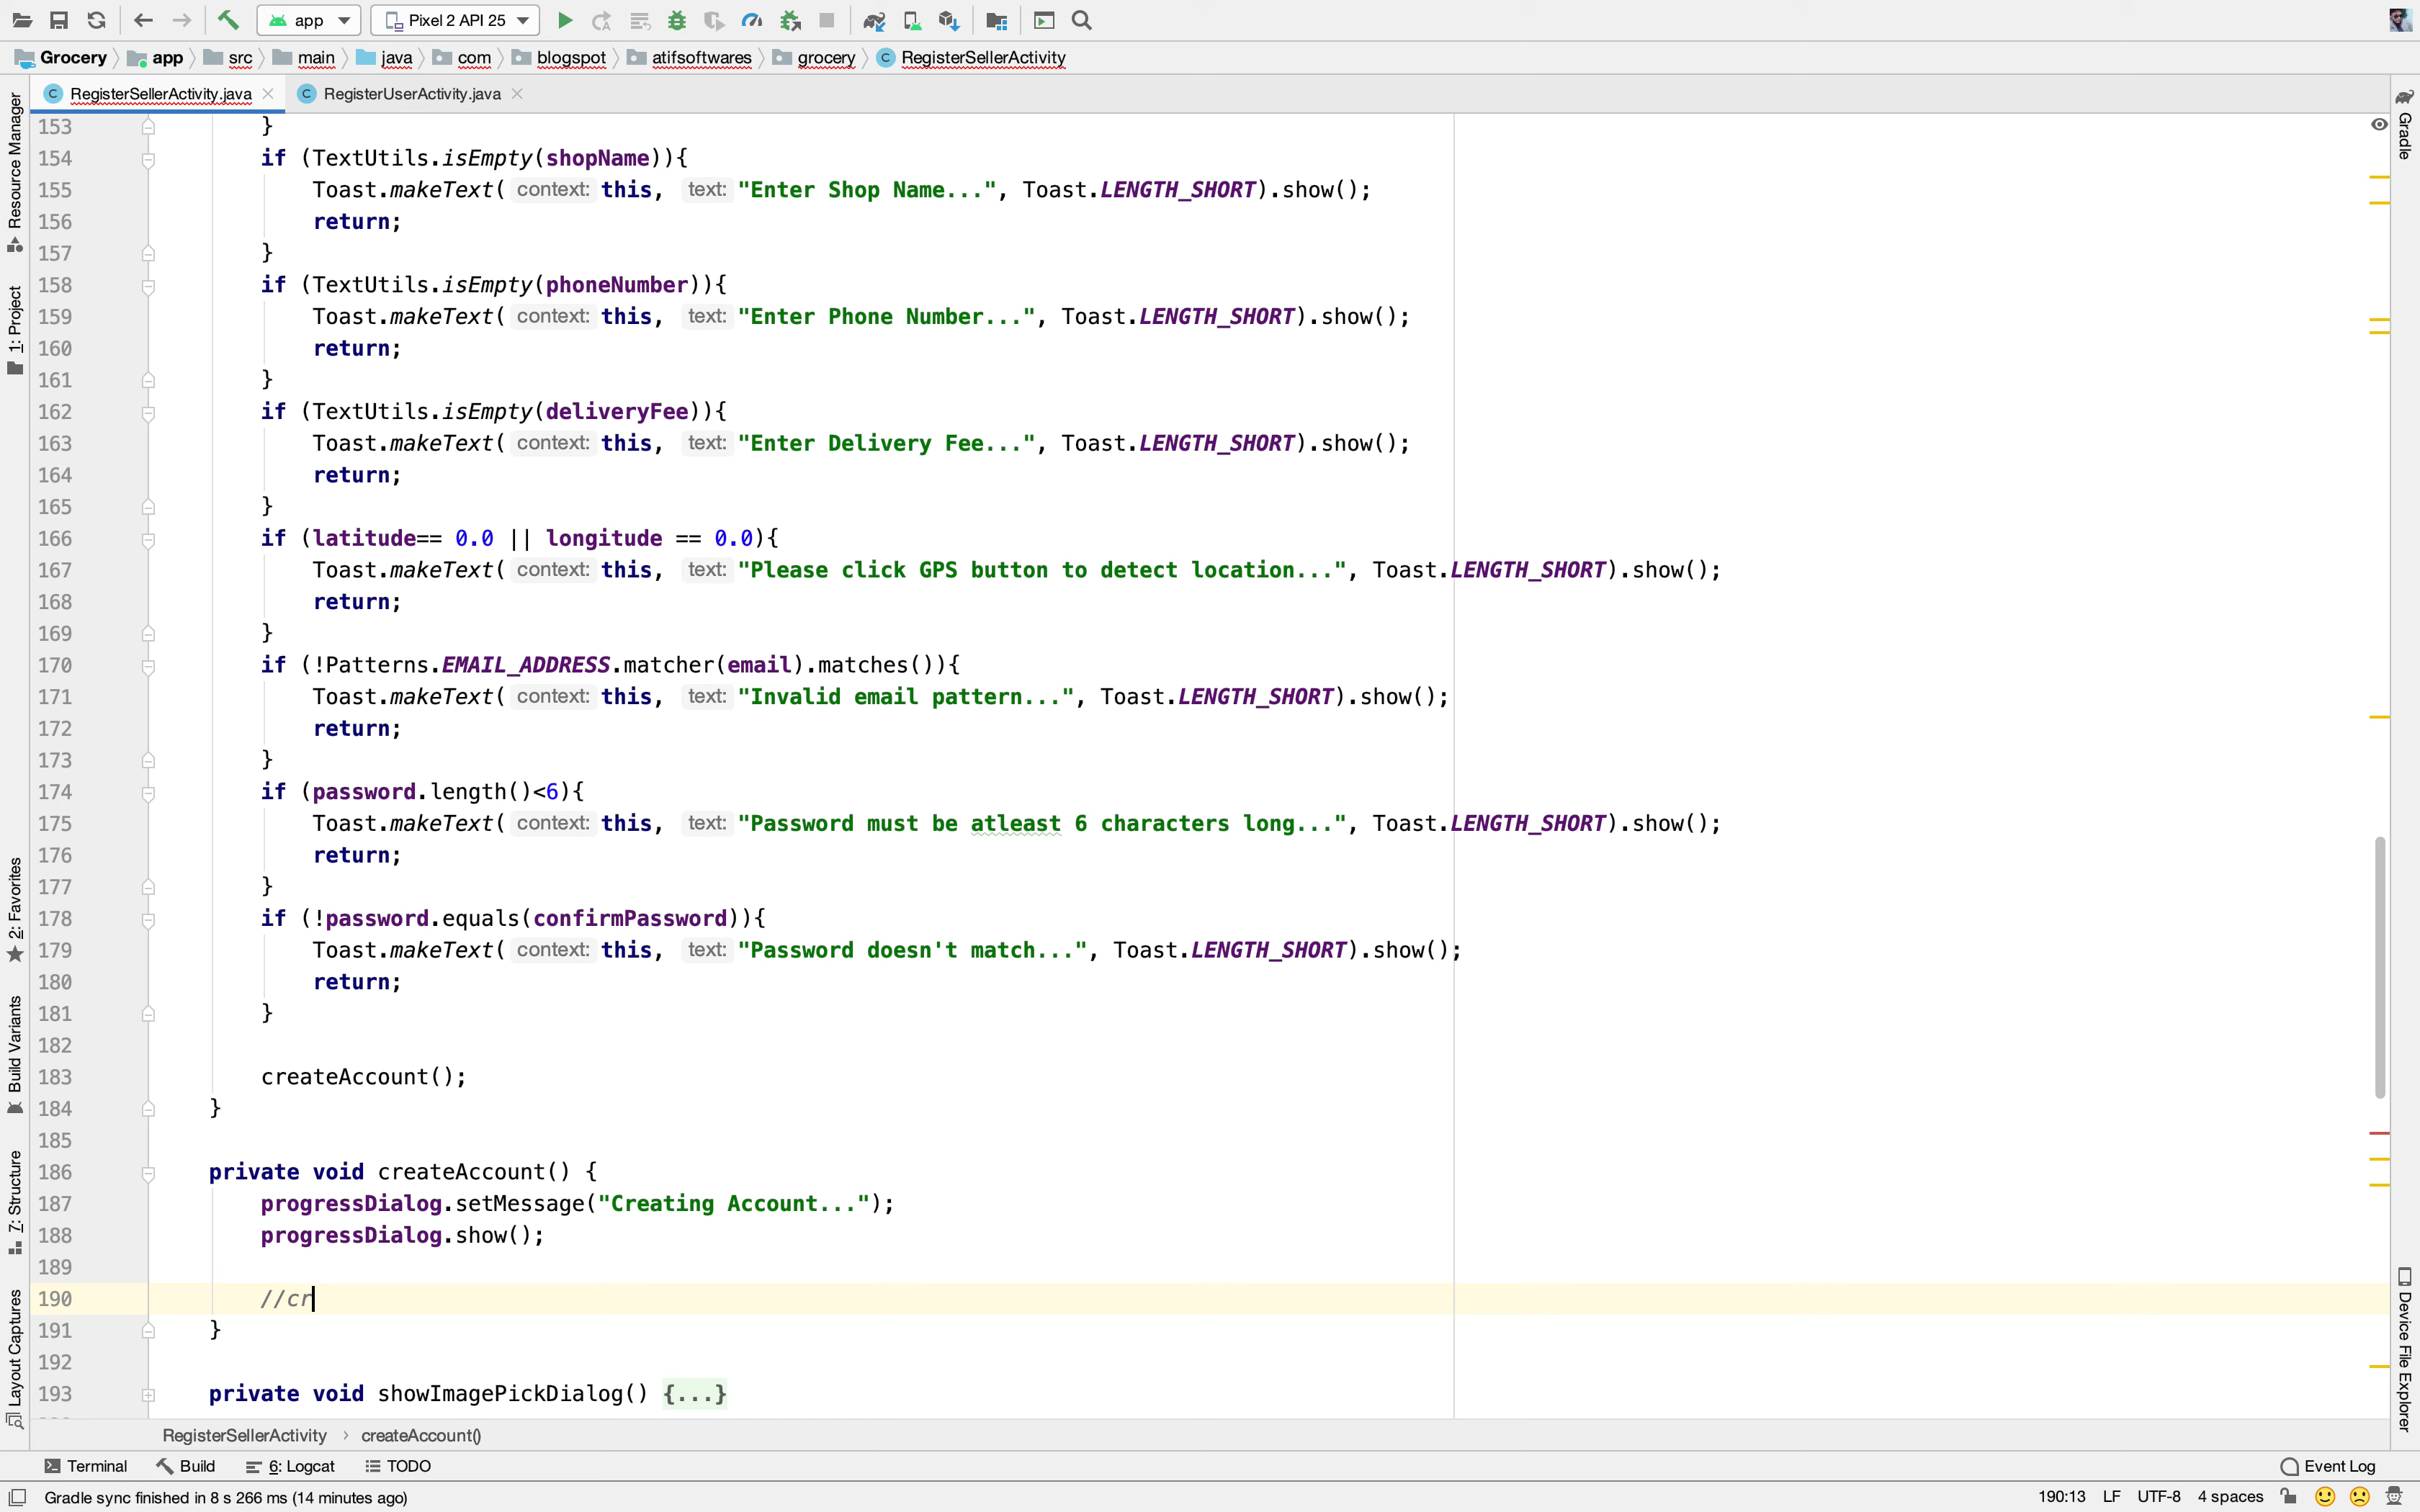 app
Pixel 2 API 25
Grocery app src main java com blogspot atifsoftwares grocery RegisterSellerActivity
RegisterSellerActivity.java RegisterUserActivity.java
Resource Manager
1: Project
2: Favorites
Build Variants
7: Structure
Layout Captures
153 }
154 if (TextUtils.isEmpty(shopName)){
155 Toast.makeText( context: this, text: "Enter Shop Name...", Toast.LENGTH_SHORT).show();
156 return;
157 }
158 if (TextUtils.isEmpty(phoneNumber)){
159 Toast.makeText( context: this, text: "Enter Phone Number...", Toast.LENGTH_SHORT).show();
160 return;
161 }
162 if (TextUtils.isEmpty(deliveryFee)){
163 Toast.makeText( context: this, text: "Enter Delivery Fee...", Toast.LENGTH_SHORT).show();
164 return;
165 }
166 if (latitude== 0.0 || longitude == 0.0){
167 Toast.makeText( context: this, text: "Please click GPS button to detect location...", Toast.LENGTH_SHORT).show();
168 return;
169 }
170 if (!Patterns.EMAIL_ADDRESS.matcher(email).matches()){
171 Toast.makeText( context: this, text: "Invalid email pattern...", Toast.LENGTH_SHORT).show();
172 return;
173 }
174 if (password.length()<6){
175 Toast.makeText( context: this, text: "Password must be atleast 6 characters long...", Toast.LENGTH_SHORT).show();
176 return;
177 }
178 if (!password.equals(confirmPassword)){
179 Toast.makeText( context: this, text: "Password doesn't match...", Toast.LENGTH_SHORT).show();
180 return;
181 }
182
183 createAccount();
184 }
185
186 private void createAccount() {
187 progressDialog.setMessage("Creating Account...");
188 progressDialog.show();
189
190 //cr
191 }
192
193 private void showImagePickDialog() {...}
Gradle
Device File Explorer
RegisterSellerActivity › createAccount()
Terminal Build 6: Logcat TODO Event Log
Gradle sync finished in 8 s 266 ms (14 minutes ago) 190:13 LF UTF-8 4 spaces